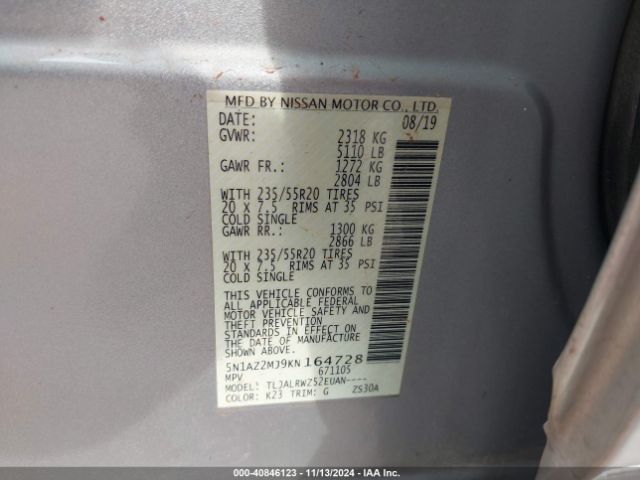 MFD BY NISSAN MOTOR CO., LTD.
DATE: 08/19
GVWR: 2318 KG
5110 LB
GAWR FR.: 1272 KG
2804 LB
WITH 235/55R20 TIRES
20 X 7.5 RIMS AT 35 PSI
COLD SINGLE
GAWR RR.: 1300 KG
2866 LB
WITH 235/55R20 TIRES
20 X 7.5 RIMS AT 35 PSI
COLD SINGLE
THIS VEHICLE CONFORMS TO
ALL APPLICABLE FEDERAL
MOTOR VEHICLE SAFETY AND
THEFT PREVENTION
STANDARDS IN EFFECT ON
THE DATE OF MANUFACTURE
SHOWN ABOVE.
5N1AZ2MJ9KN164728
671105
MPV
MODEL: TLJALRWZ52EUAN----
COLOR: K23 TRIM: G ZS30A
000-40846123 — 11/13/2024 — IAA Inc.